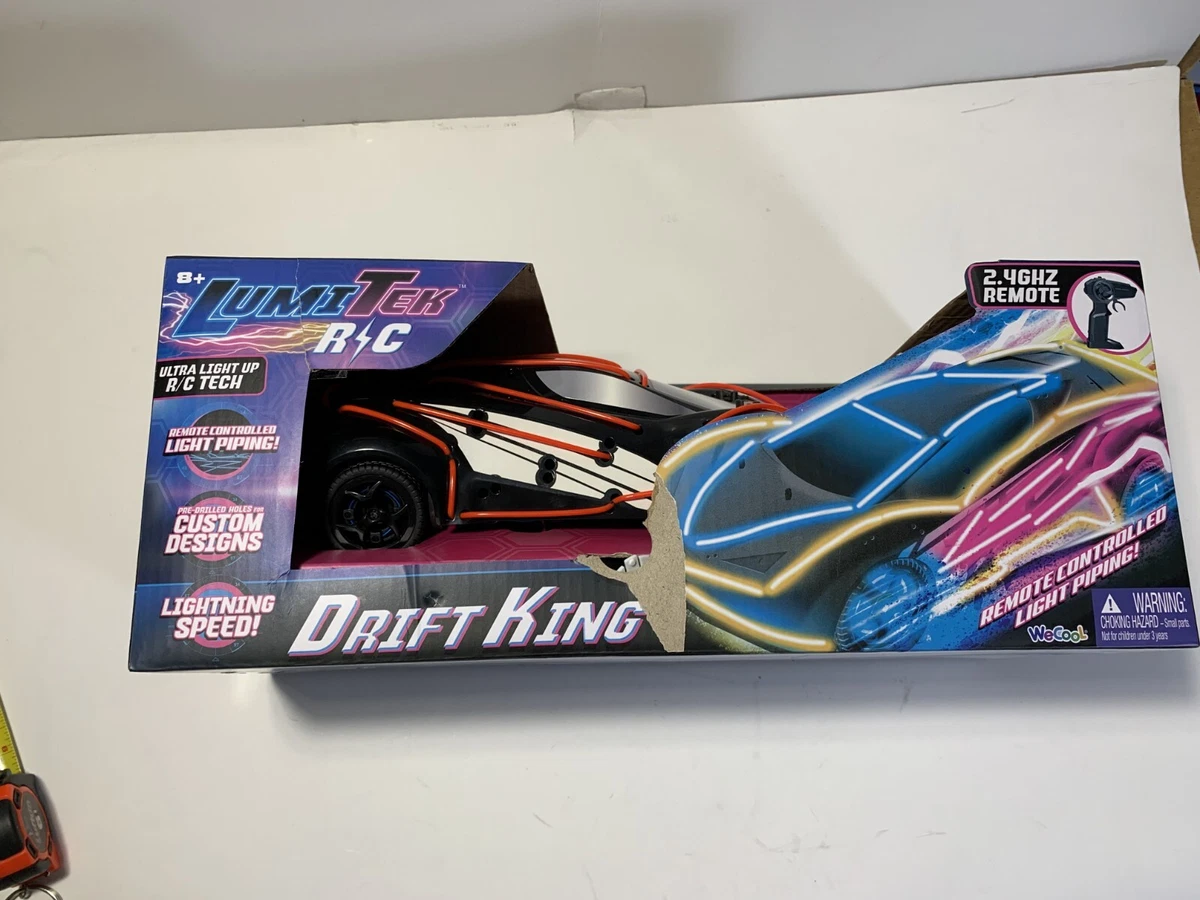 8+
LUMITEK™
R/C
ULTRA LIGHT UP
R/C TECH
REMOTE CONTROLLED
LIGHT PIPING!
PRE-DRILLED HOLES FOR
CUSTOM
DESIGNS
LIGHTNING
SPEED!
DRIFT KING
2.4GHZ
REMOTE
REMOTE CONTROLLED
LIGHT PIPING!
WeCool
WARNING:
CHOKING HAZARD – Small parts.
Not for children under 3 years